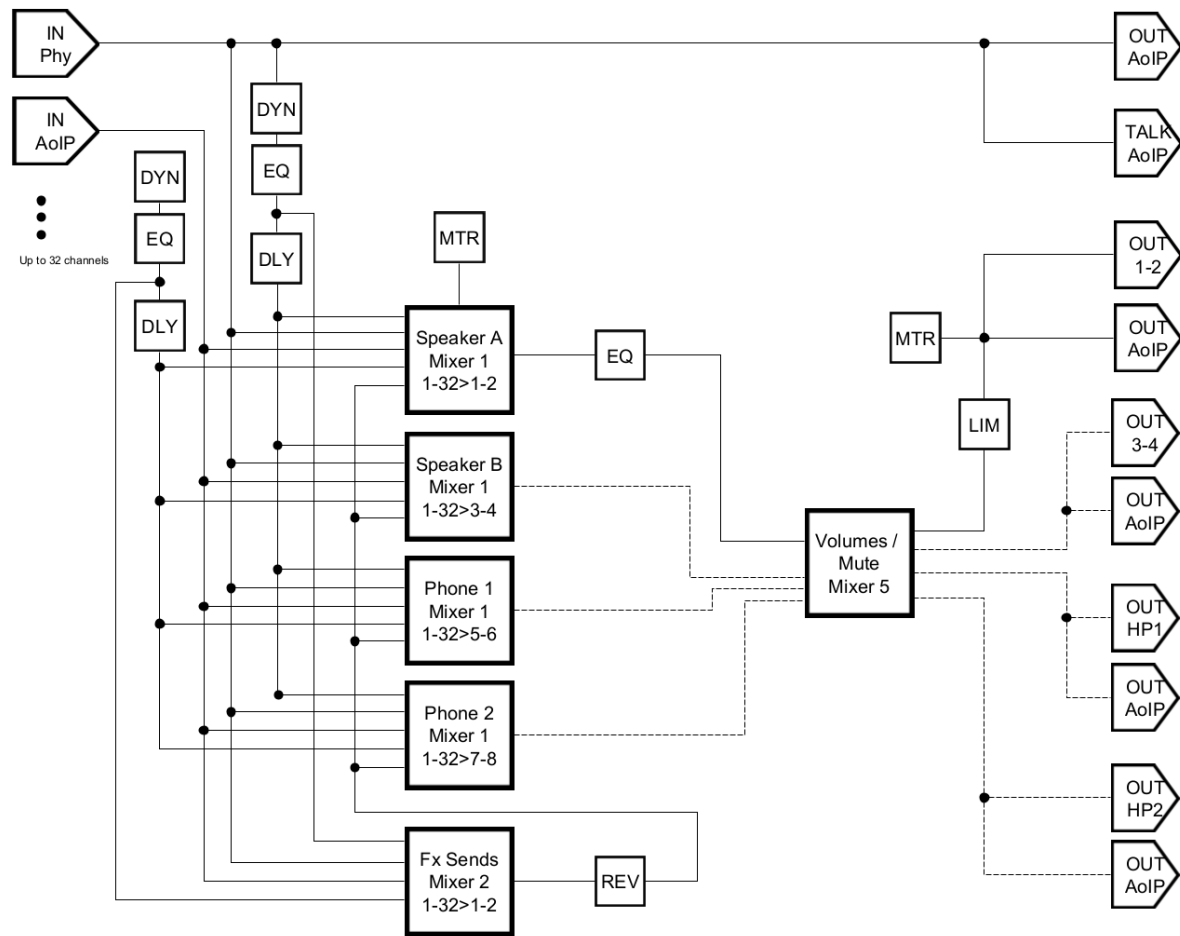 IN
Phy
OUT
AoIP
IN
AoIP
DYN
TALK
AoIP
DYN
EQ
EQ
Up to 32 channels
MTR
DLY
OUT
1-2
DLY
Speaker A
Mixer 1
1-32>1-2
EQ
MTR
OUT
AoIP
LIM
OUT
3-4
Speaker B
Mixer 1
1-32>3-4
OUT
AoIP
Volumes /
Mute
Mixer 5
Phone 1
Mixer 1
1-32>5-6
OUT
HP1
OUT
AoIP
Phone 2
Mixer 1
1-32>7-8
OUT
HP2
Fx Sends
Mixer 2
1-32>1-2
REV
OUT
AoIP